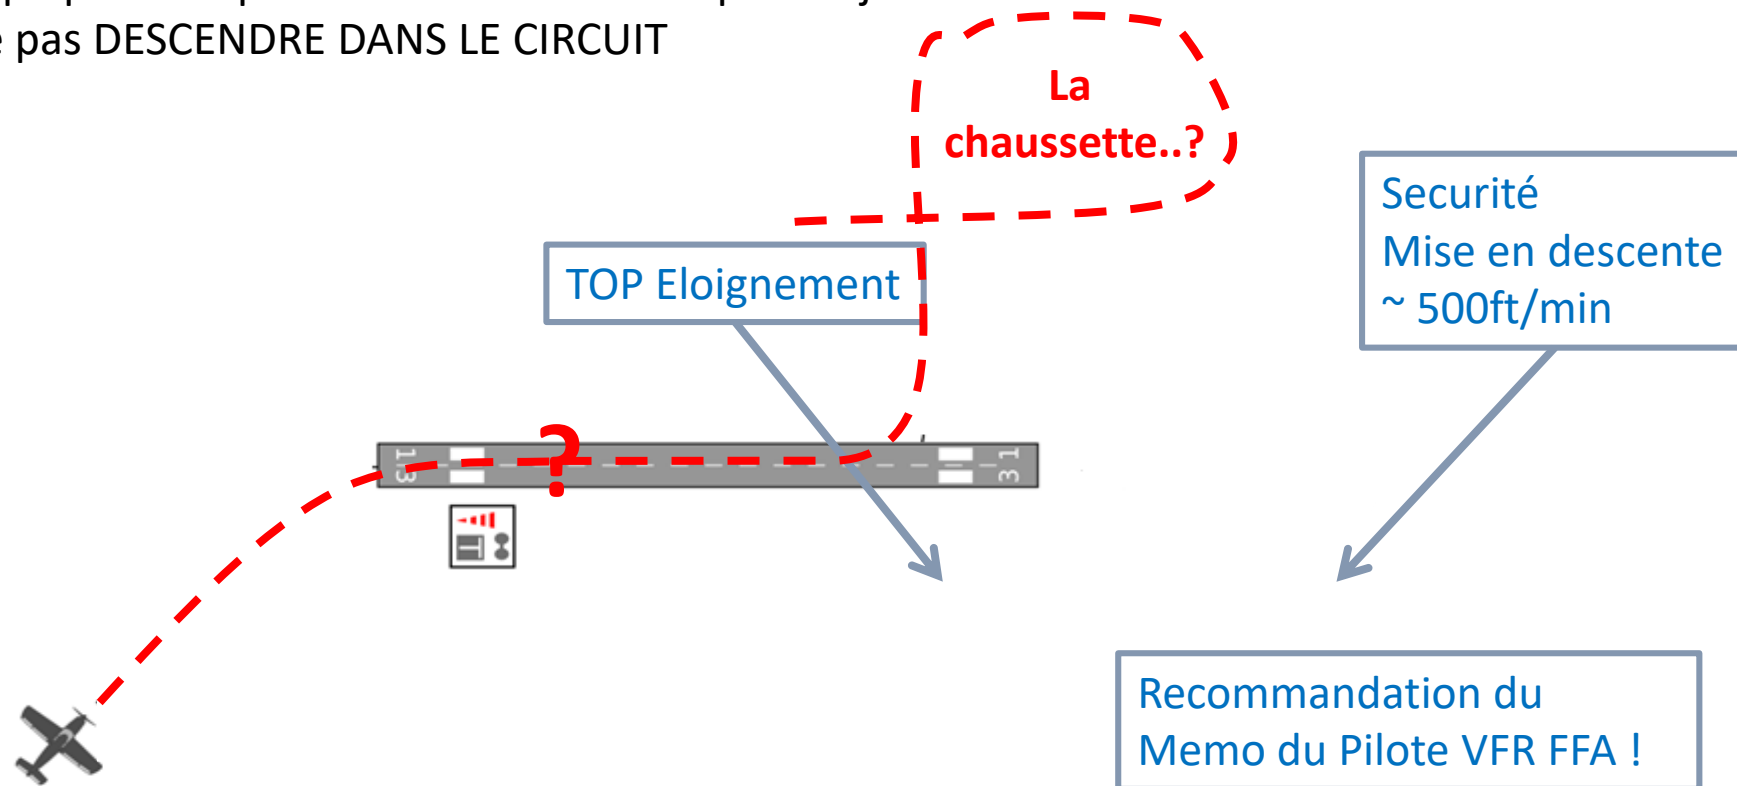 pas DESCENDRE DANS LE CIRCUIT
La
chaussette..?
Securité
Mise en descente
~ 500ft/min
TOP Eloignement
?
13
31
T
Recommandation du
Memo du Pilote VFR FFA !